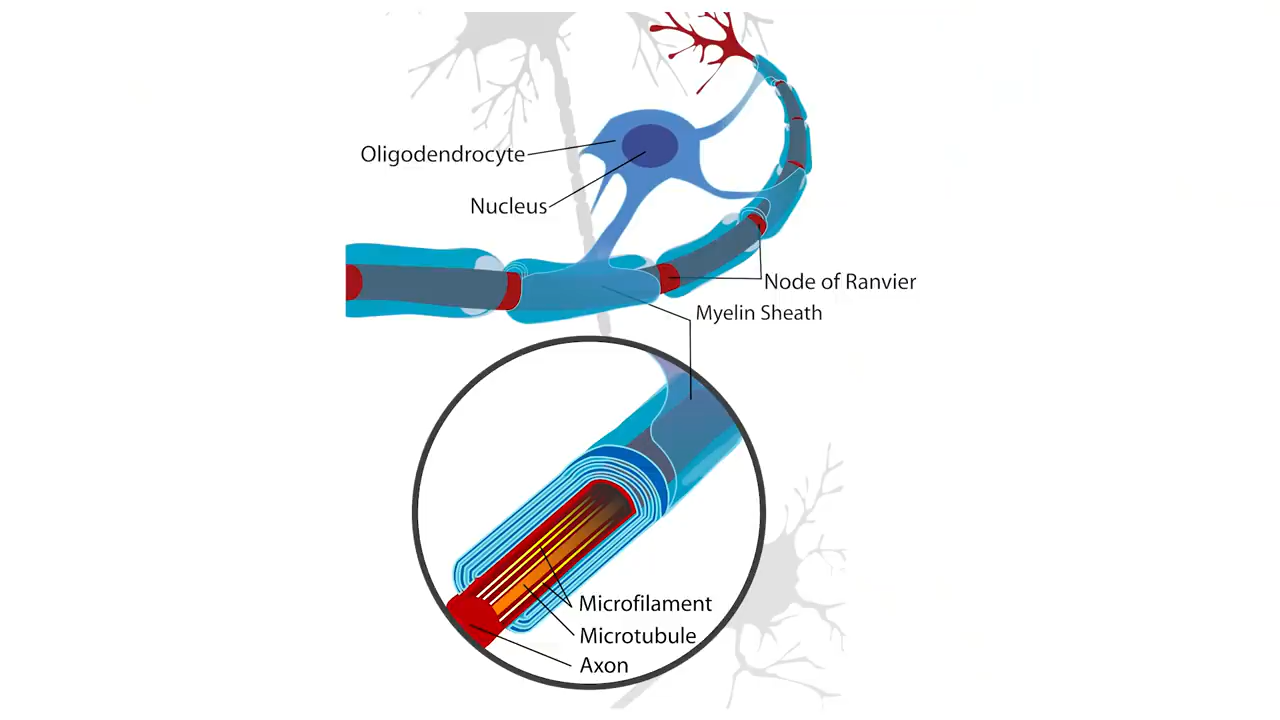 Oligodendrocyte
Nucleus
Node of Ranvier
Myelin Sheath
Microfilament
Microtubule
Axon